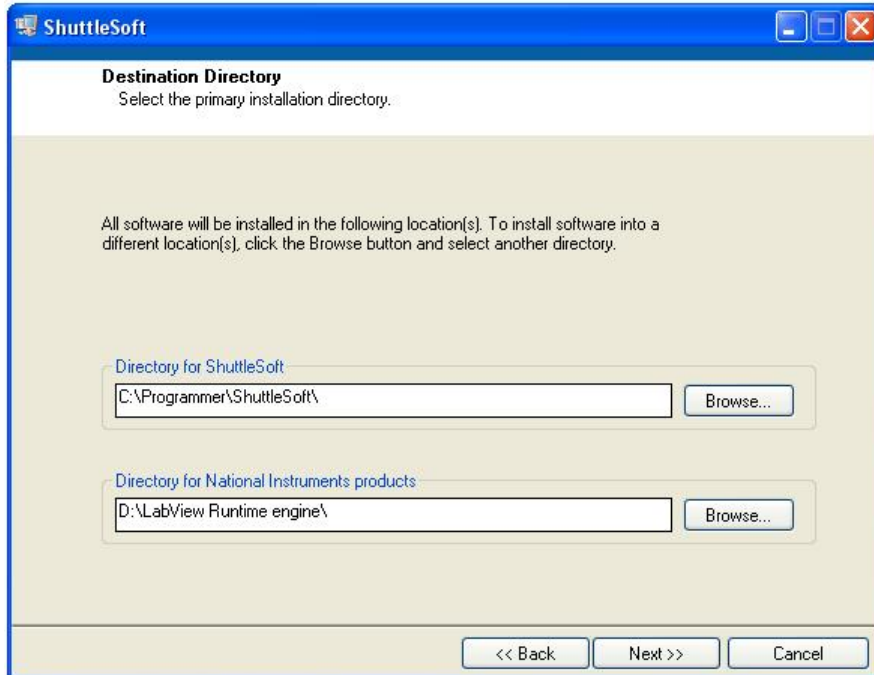 ShuttleSoft
Destination Directory
Select the primary installation directory.
All software will be installed in the following location(s). To install software into a
different location(s), click the Browse button and select another directory.
Directory for ShuttleSoft
C:\Programmer\ShuttleSoft\
Browse...
Directory for National Instruments products
D:\LabView Runtime engine\
Browse...
<< Back
Next >>
Cancel